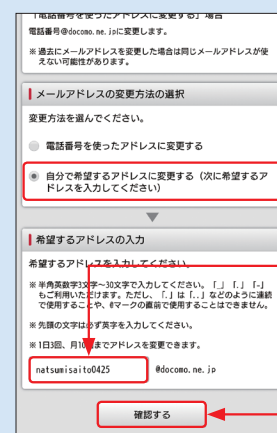 「電話番号を使ったアドレスに変更する」場合
電話番号@docomo.ne.jpに変更します。
※ 過去にメールアドレスを変更した場合は同じメールアドレスが使
えない可能性があります。
メールアドレスの変更方法の選択
変更方法を選んでください。
電話番号を使ったアドレスに変更する
自分で希望するアドレスに変更する（次に希望するア
ドレスを入力してください）
希望するアドレスの入力
希望するアドレスを入力してください。
※ 半角英数字3文字～30文字で入力してください。「_」「.」「-」
もご利用いただけます。ただし、「.」は「..」などのように連続
で使用することや、@マークの直前で使用することはできません。
※ 先頭の文字は必ず英字を入力してください。
※ 1日3回、月10回までアドレスを変更できます。
natsumisaito0425 @docomo.ne.jp
確認する